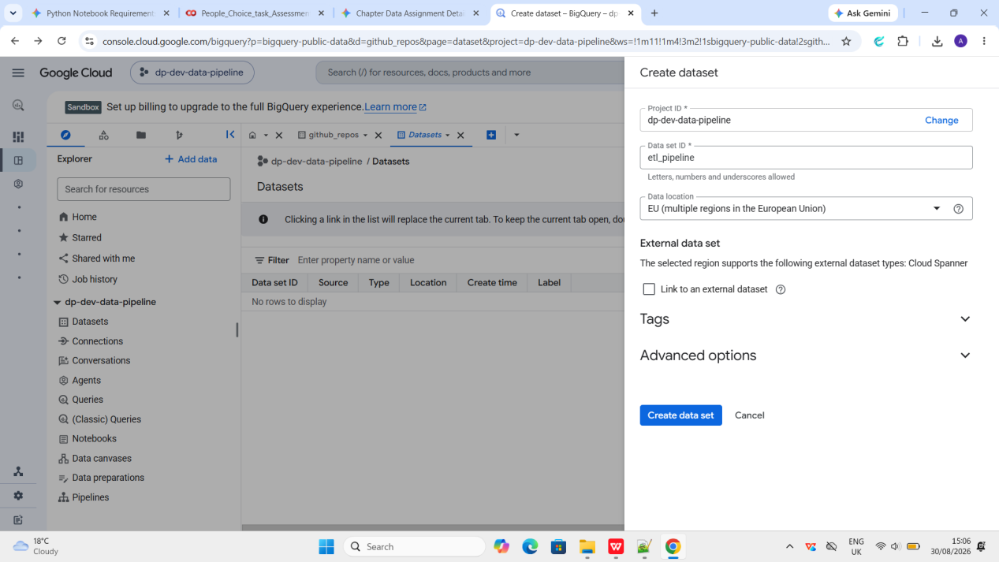 Python Notebook Requirement
People_Choice_task_Assessmen
Chapter Data Assignment Detai
Create dataset – BigQuery – dp
Ask Gemini
console.cloud.google.com/bigquery?p=bigquery-public-data&d=github_repos&page=dataset&project=dp-dev-data-pipeline&ws=!1m11!1m4!3m2!1sbigquery-public-data!2sgith...
A
Google Cloud
dp-dev-data-pipeline
Search (/) for resources, docs, products and more
Sandbox Set up billing to upgrade to the full BigQuery experience. Learn more
github_repos
Datasets
Explorer
+ Add data
Search for resources
Home
Starred
Shared with me
Job history
dp-dev-data-pipeline
Datasets
Connections
Conversations
Agents
Queries
(Classic) Queries
Notebooks
Data canvases
Data preparations
Pipelines
dp-dev-data-pipeline / Datasets
Datasets
Clicking a link in the list will replace the current tab. To keep the current tab open, dou
Filter Enter property name or value
Data set ID Source Type Location Create time Label
No rows to display
Create dataset
Project ID *
dp-dev-data-pipeline
Change
Data set ID *
etl_pipeline
Letters, numbers and underscores allowed
Data location
EU (multiple regions in the European Union)
External data set
The selected region supports the following external dataset types: Cloud Spanner
Link to an external dataset
Tags
Advanced options
Create data set
Cancel
18°C
Cloudy
Search
ENG
UK
15:06
30/08/2026